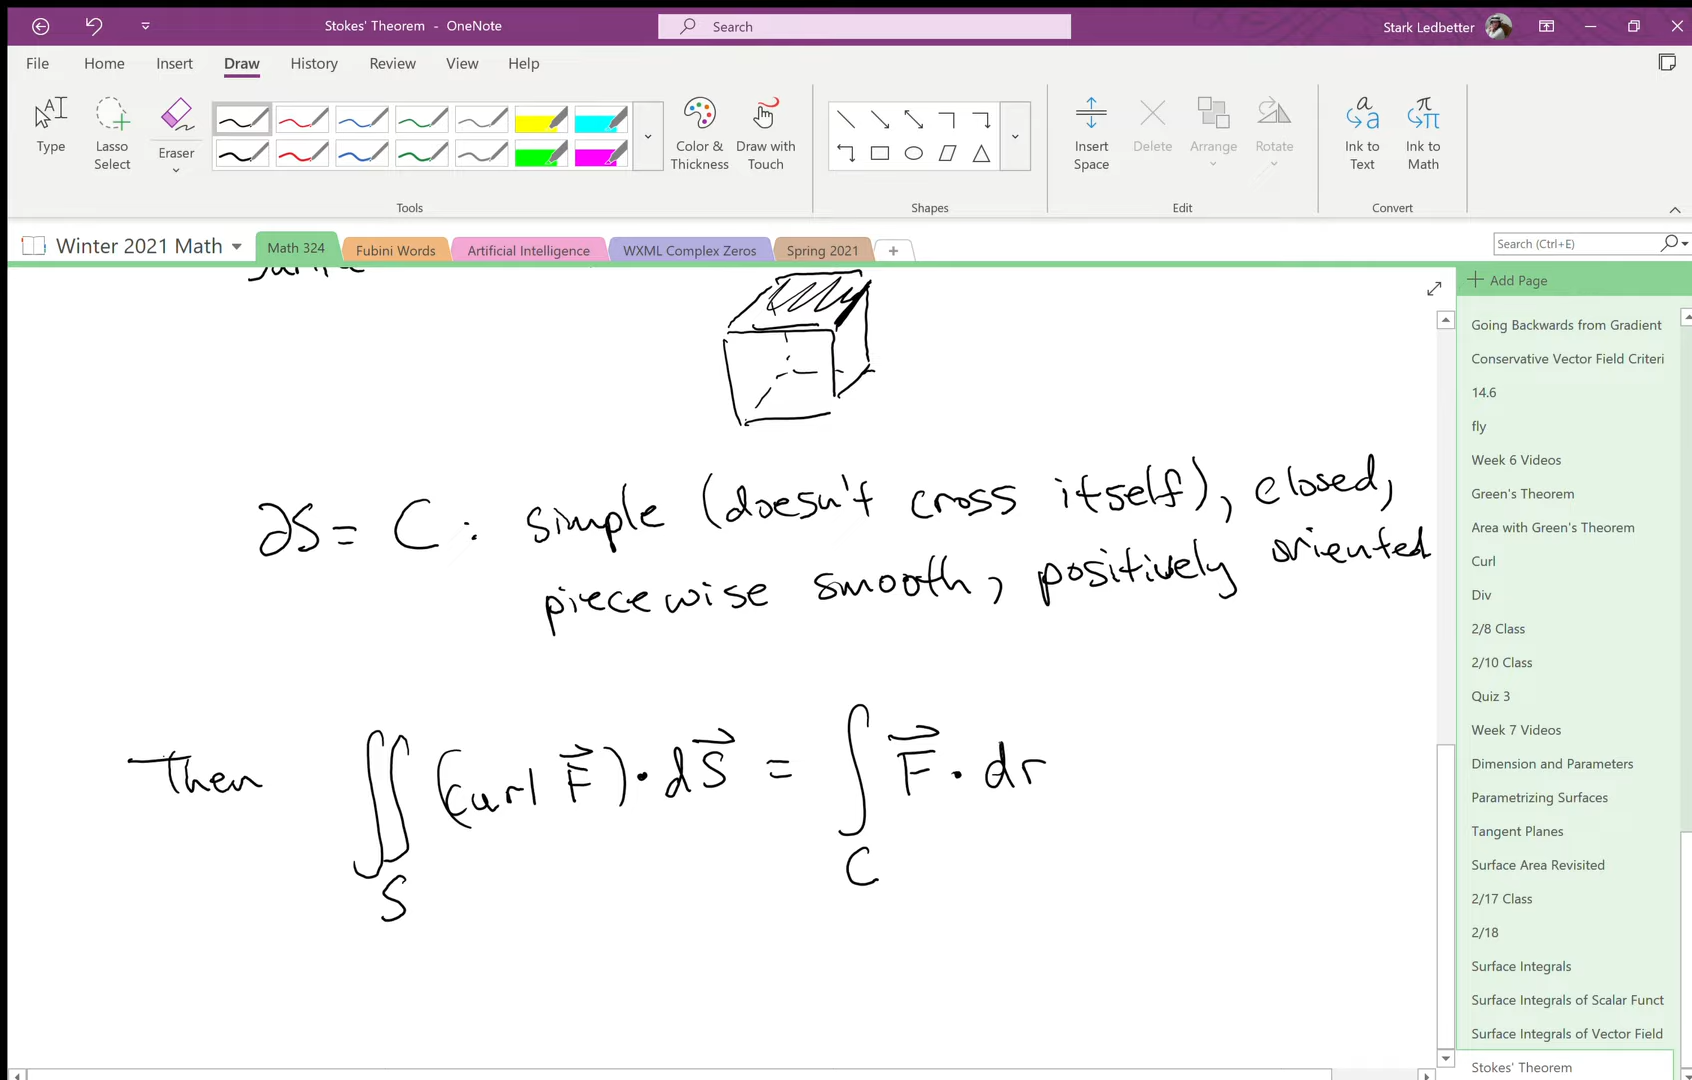 Stokes' Theorem - OneNote
Search
Stark Ledbetter
File Home Insert Draw History Review View Help
Type
Lasso Select
Eraser
Color & Thickness
Draw with Touch
Insert Space
Delete
Arrange
Rotate
Ink to Text
Ink to Math
Tools
Shapes
Edit
Convert
Winter 2021 Math
Math 324
Fubini Words
Artificial Intelligence
WXML Complex Zeros
Spring 2021
Search (Ctrl+E)
∂S = C : simple (doesn't cross itself), closed,
piecewise smooth, positively oriented
Then ∬_S (curl F⃗) · dS⃗ = ∫_C F⃗ · dr
Add Page
Going Backwards from Gradient
Conservative Vector Field Criteri
14.6
fly
Week 6 Videos
Green's Theorem
Area with Green's Theorem
Curl
Div
2/8 Class
2/10 Class
Quiz 3
Week 7 Videos
Dimension and Parameters
Parametrizing Surfaces
Tangent Planes
Surface Area Revisited
2/17 Class
2/18
Surface Integrals
Surface Integrals of Scalar Funct
Surface Integrals of Vector Field
Stokes' Theorem